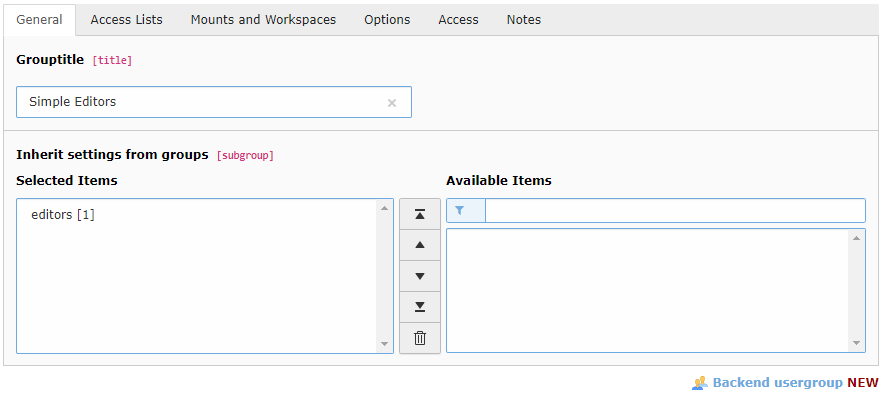 General Access Lists Mounts and Workspaces Options Access Notes
Grouptitle [title]
Simple Editors
Inherit settings from groups [subgroup]
Selected Items Available Items
editors [1]
Backend usergroup NEW